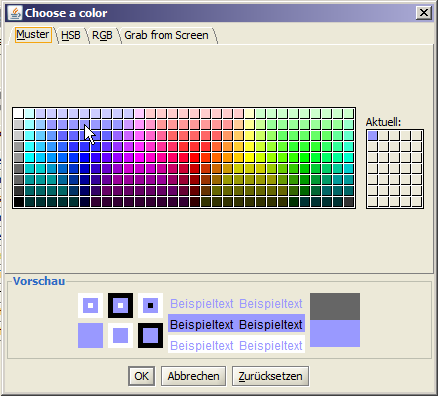 Choose a color
Muster HSB RGB Grab from Screen
Aktuell:
Vorschau
Beispieltext Beispieltext
Beispieltext Beispieltext
Beispieltext Beispieltext
OK Abbrechen Zurücksetzen